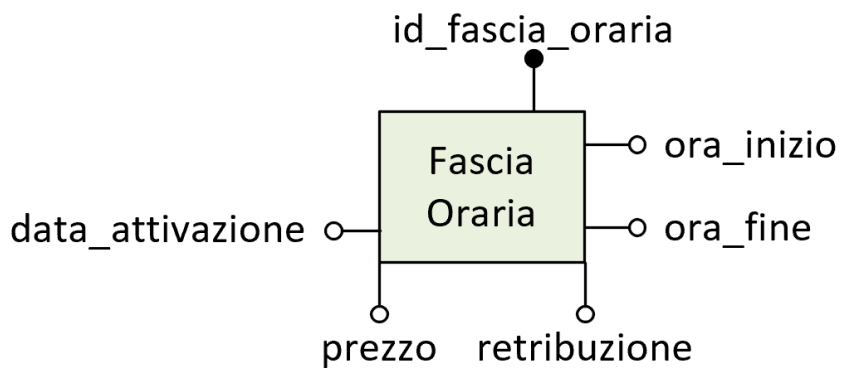 id_fascia_oraria
Fascia
Oraria
ora_inizio
data_attivazione
ora_fine
prezzo
retribuzione